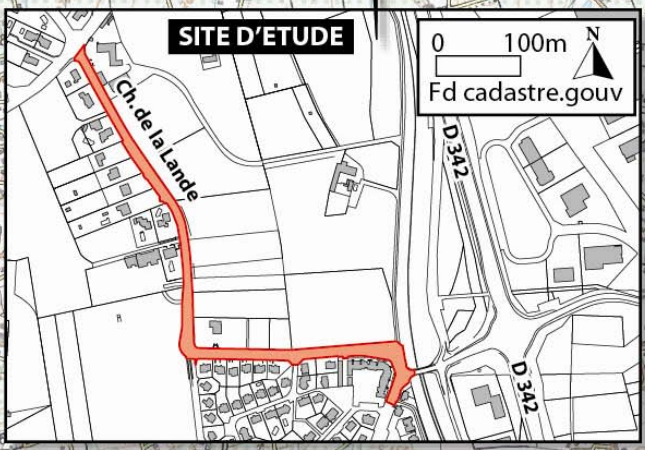 SITE D'ETUDE
0 100m N
Fd cadastre.gouv
Ch. de la Lande
D 342
D 342